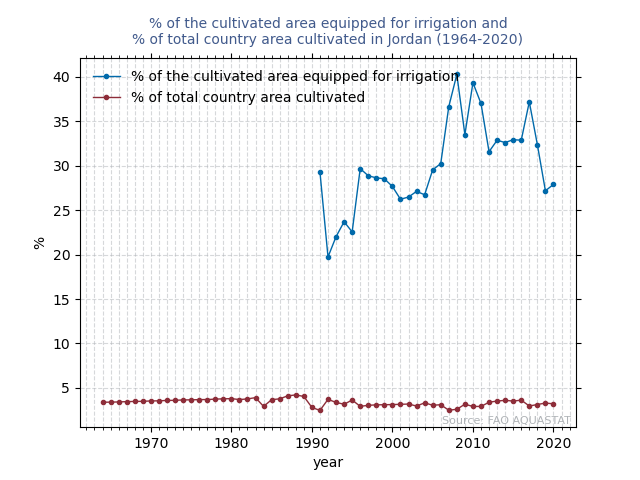 % of the cultivated area equipped for irrigation and
% of total country area cultivated in Jordan (1964-2020)
% of the cultivated area equipped for irrigation
% of total country area cultivated
40
35
30
25
20
15
10
5
%
Source: FAO AQUASTAT
1970 1980 1990 2000 2010 2020
year